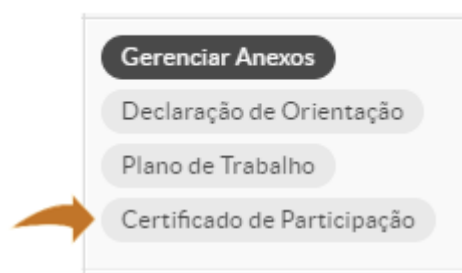 Gerenciar Anexos
Declaração de Orientação
Plano de Trabalho
Certificado de Participação